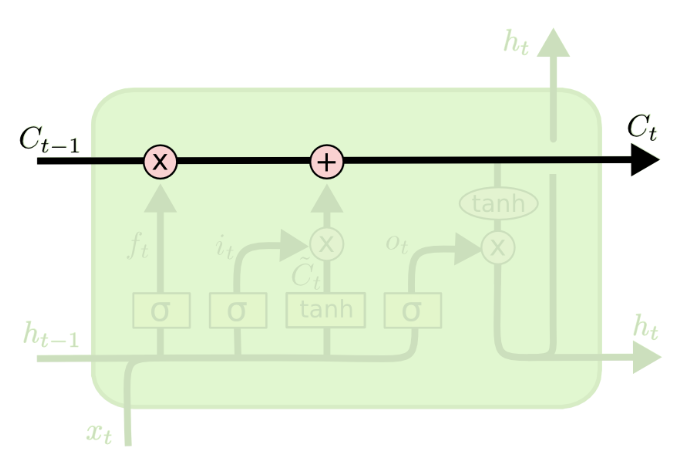 h_t
C_{t-1}
C_t
x
+
tanh
f_t
i_t
x
o_t
x
C̃_t
σ
σ
tanh
σ
h_{t-1}
h_t
x_t